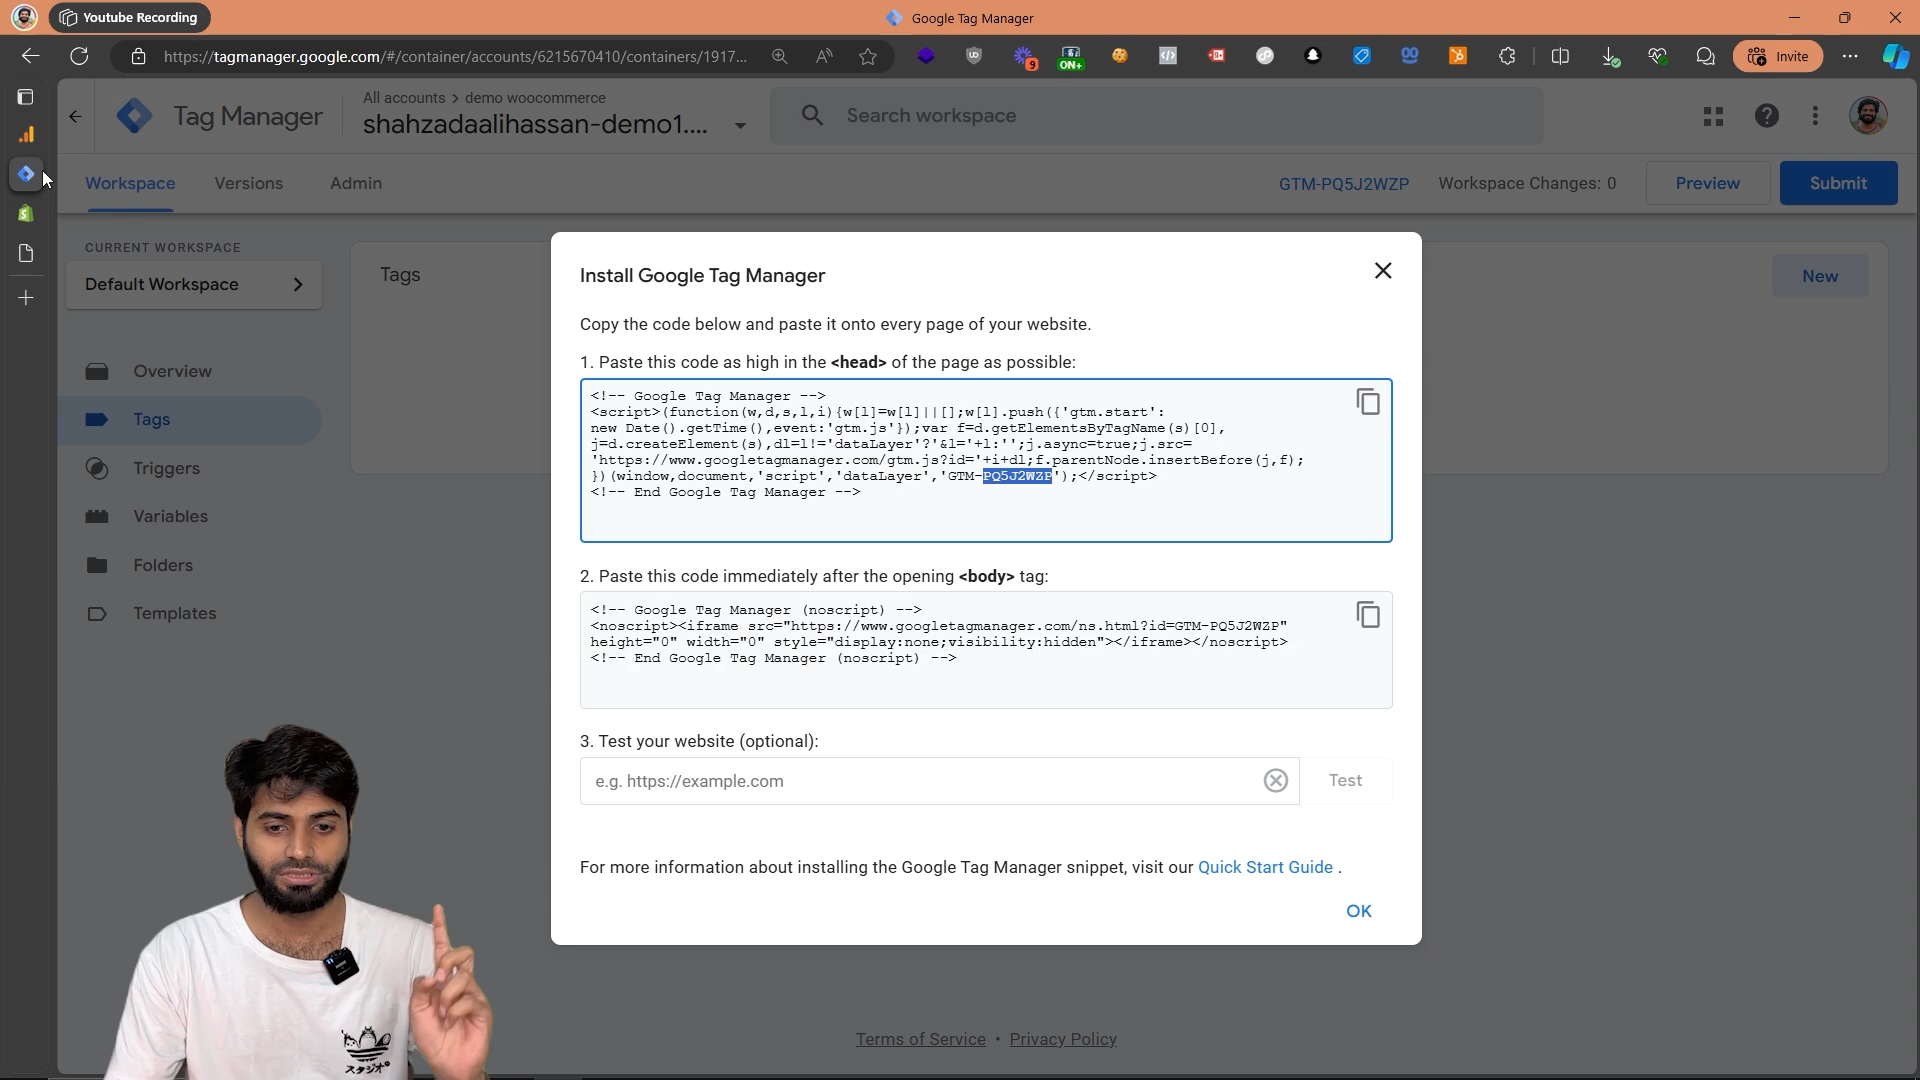 Youtube Recording
Google Tag Manager
https://tagmanager.google.com/#/container/accounts/6215670410/containers/1917...
9
ON+
Invite
Tag Manager
All accounts > demo woocommerce
shahzadaalihassan-demo1....
Search workspace
Workspace
Versions
Admin
GTM-PQ5J2WZP
Workspace Changes: 0
Preview
Submit
CURRENT WORKSPACE
Default Workspace
Overview
Tags
Triggers
Variables
Folders
Templates
Tags
New
Install Google Tag Manager
Copy the code below and paste it onto every page of your website.
1. Paste this code as high in the <head> of the page as possible:
<!-- Google Tag Manager -->
<script>(function(w,d,s,l,i){w[l]=w[l]||[];w[l].push({'gtm.start':
new Date().getTime(),event:'gtm.js'});var f=d.getElementsByTagName(s)[0],
j=d.createElement(s),dl=l!='dataLayer'?'&l='+l:'';j.async=true;j.src=
'https://www.googletagmanager.com/gtm.js?id='+i+dl;f.parentNode.insertBefore(j,f);
})(window,document,'script','dataLayer','GTM-PQ5J2WZP');</script>
<!-- End Google Tag Manager -->
2. Paste this code immediately after the opening <body> tag:
<!-- Google Tag Manager (noscript) -->
<noscript><iframe src="https://www.googletagmanager.com/ns.html?id=GTM-PQ5J2WZP"
height="0" width="0" style="display:none;visibility:hidden"></iframe></noscript>
<!-- End Google Tag Manager (noscript) -->
3. Test your website (optional):
e.g. https://example.com
Test
For more information about installing the Google Tag Manager snippet, visit our Quick Start Guide .
OK
Terms of Service • Privacy Policy
スタジオ